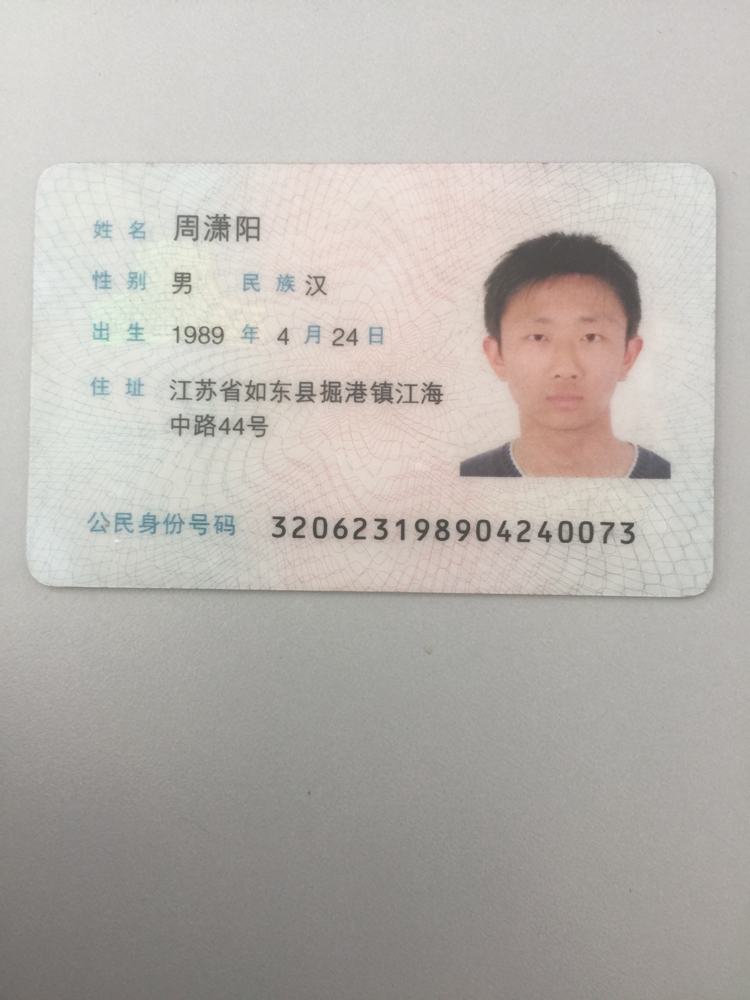 姓名 周潇阳
性别 男 民族 汉
出生 1989 年 4 月 24 日
住址 江苏省如东县掘港镇江海
中路44号
公民身份号码 320623198904240073